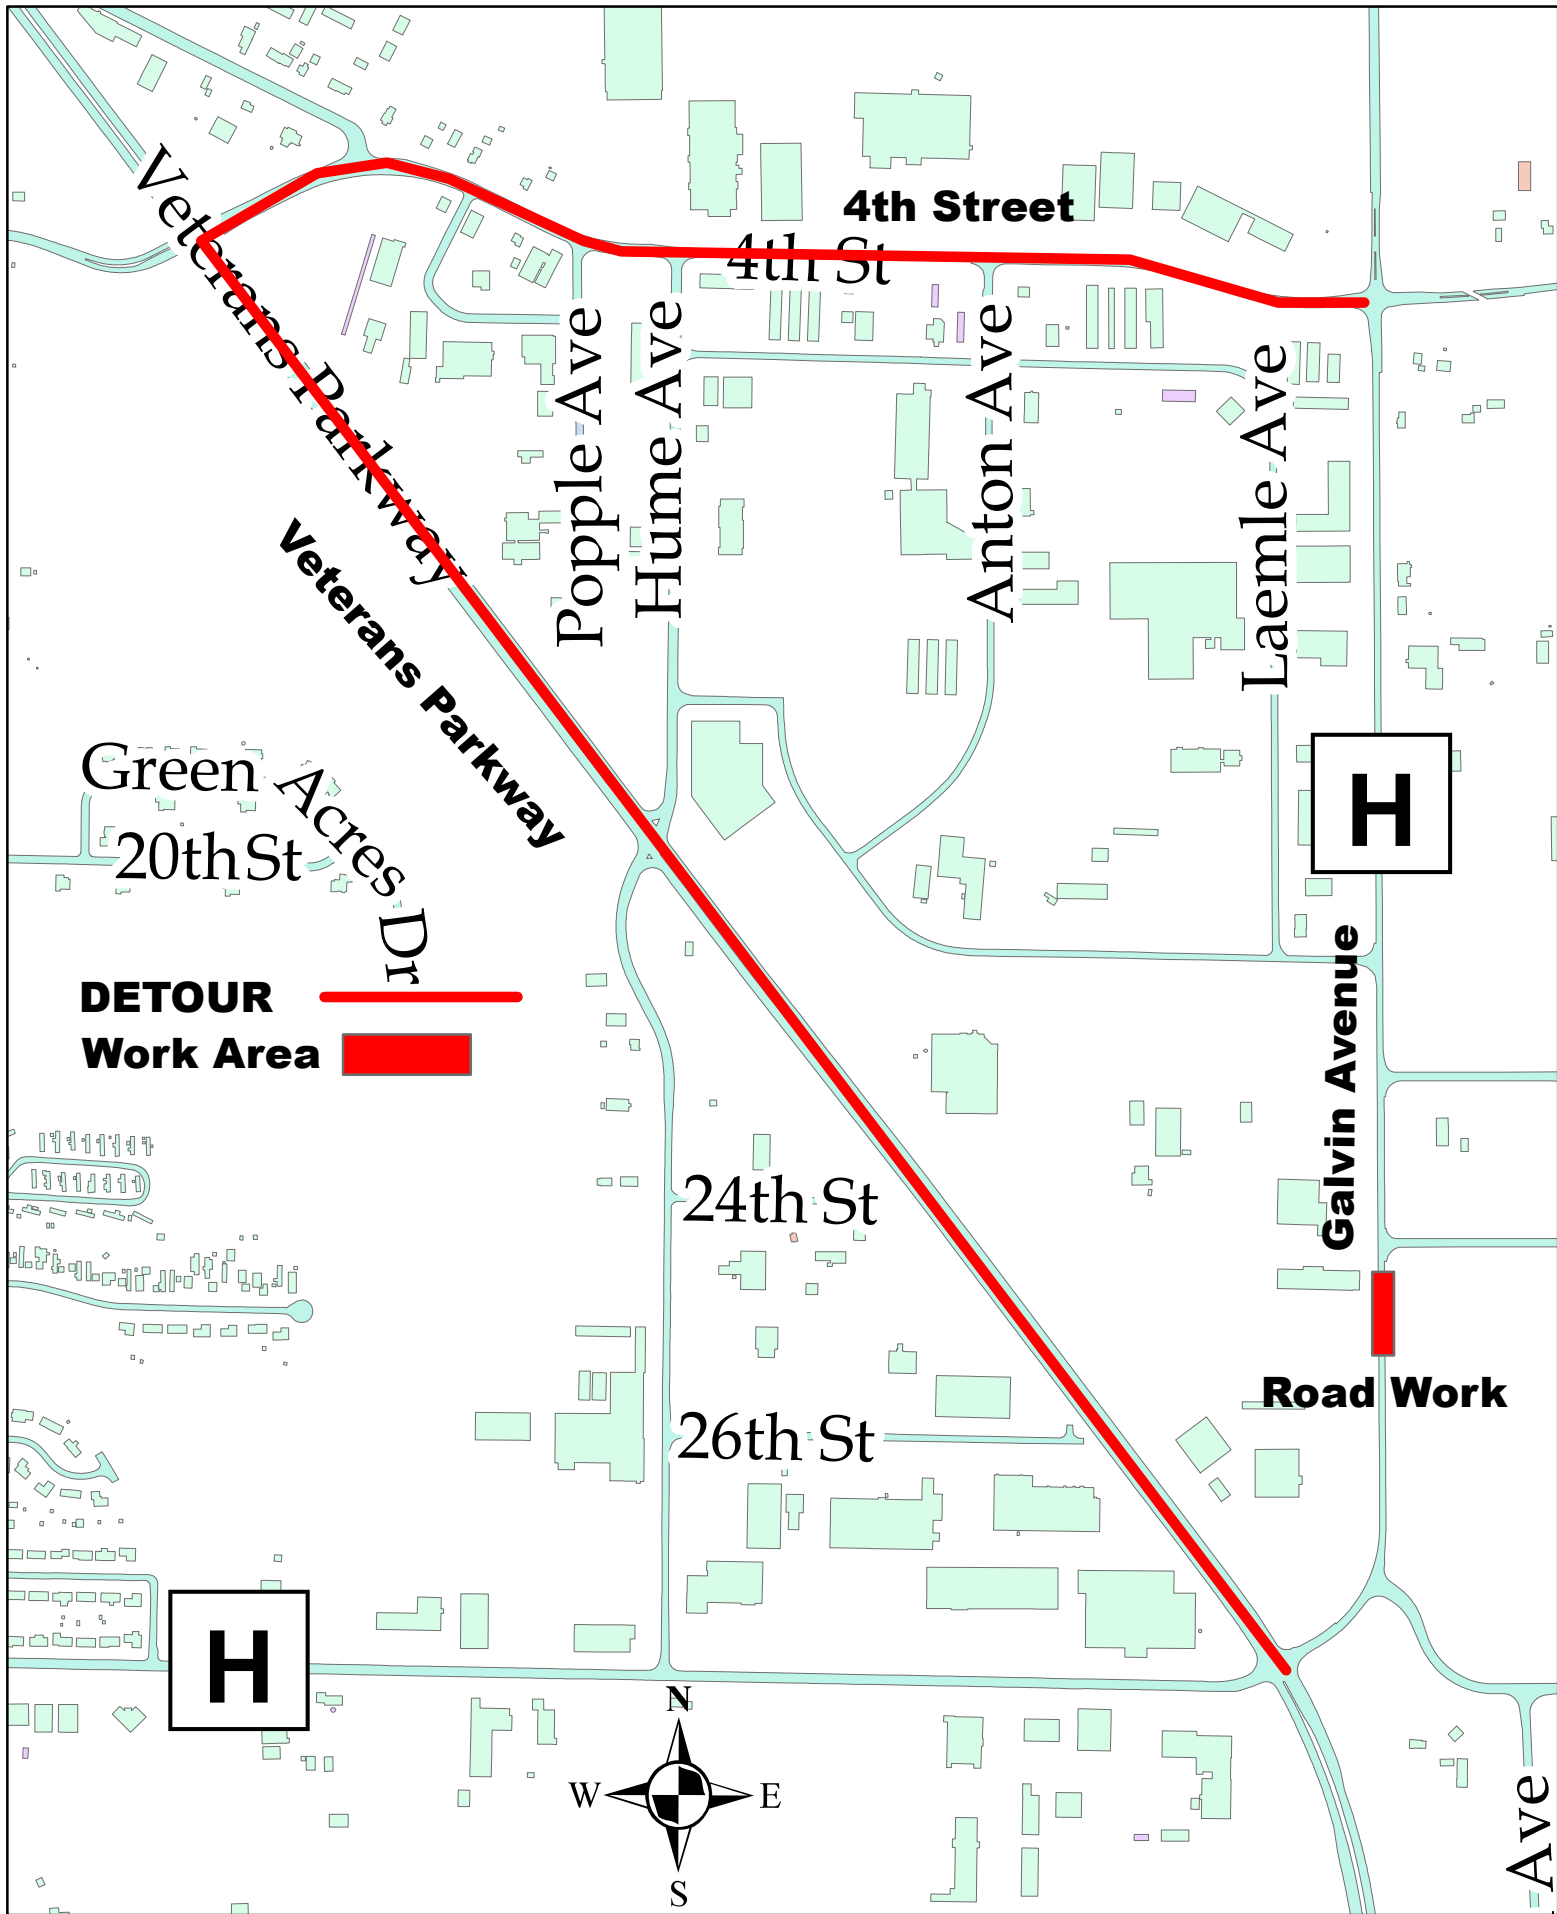 Veterans Parkway
4th Street
4th St
Popple Ave
Hume Ave
Anton Ave
Laemle Ave
Veterans Parkway
Green Acres Dr
20th St
H
Galvin Avenue
DETOUR
Work Area
24th St
Road Work
26th St
H
N
W E
S
Ave